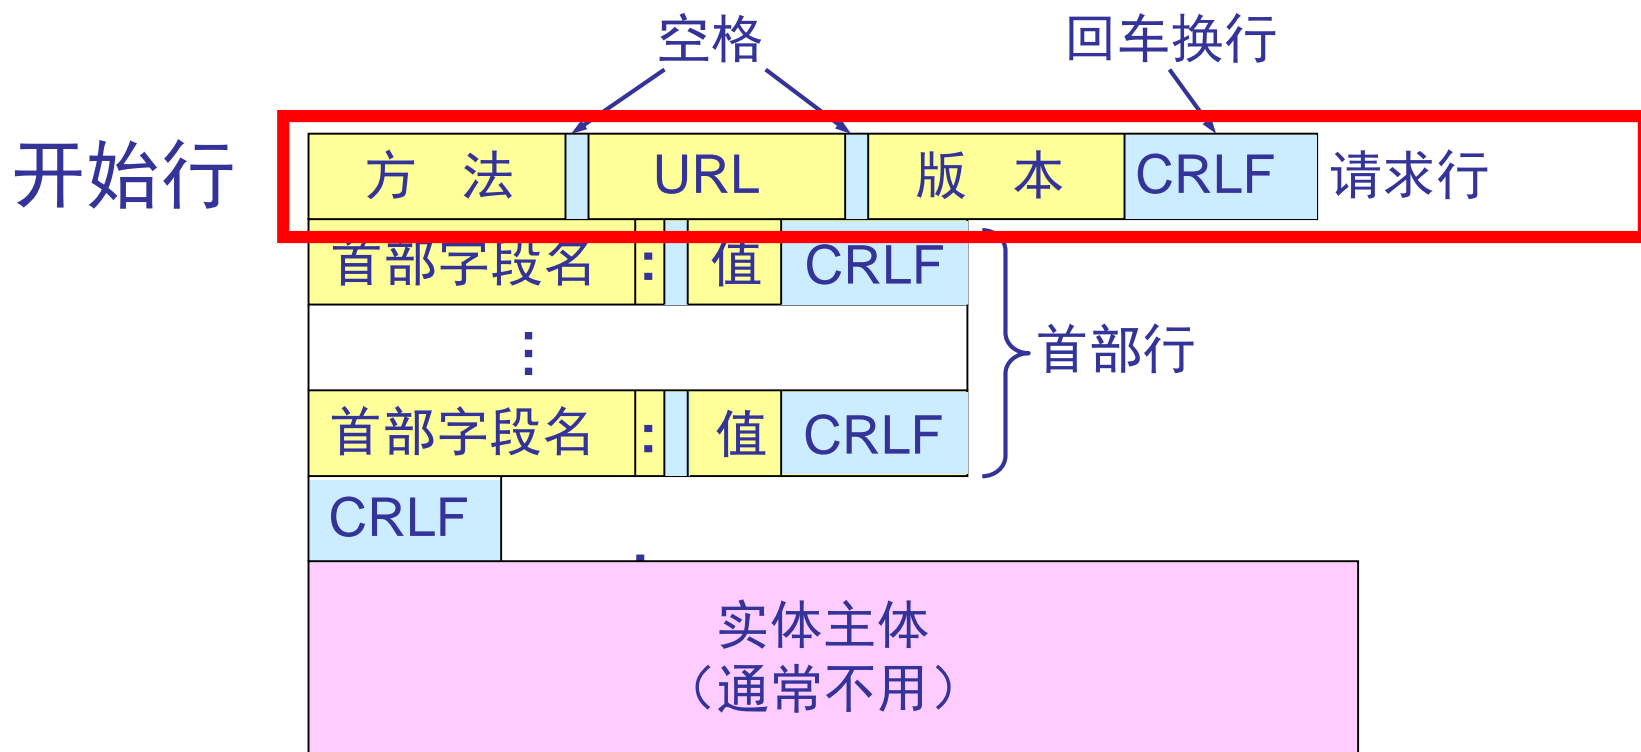 空格 回车换行
开始行 方 法 URL 版 本 CRLF 请求行
首部字段名 : 值 CRLF
⋮
首部行
首部字段名 : 值 CRLF
CRLF
实体主体
（通常不用）